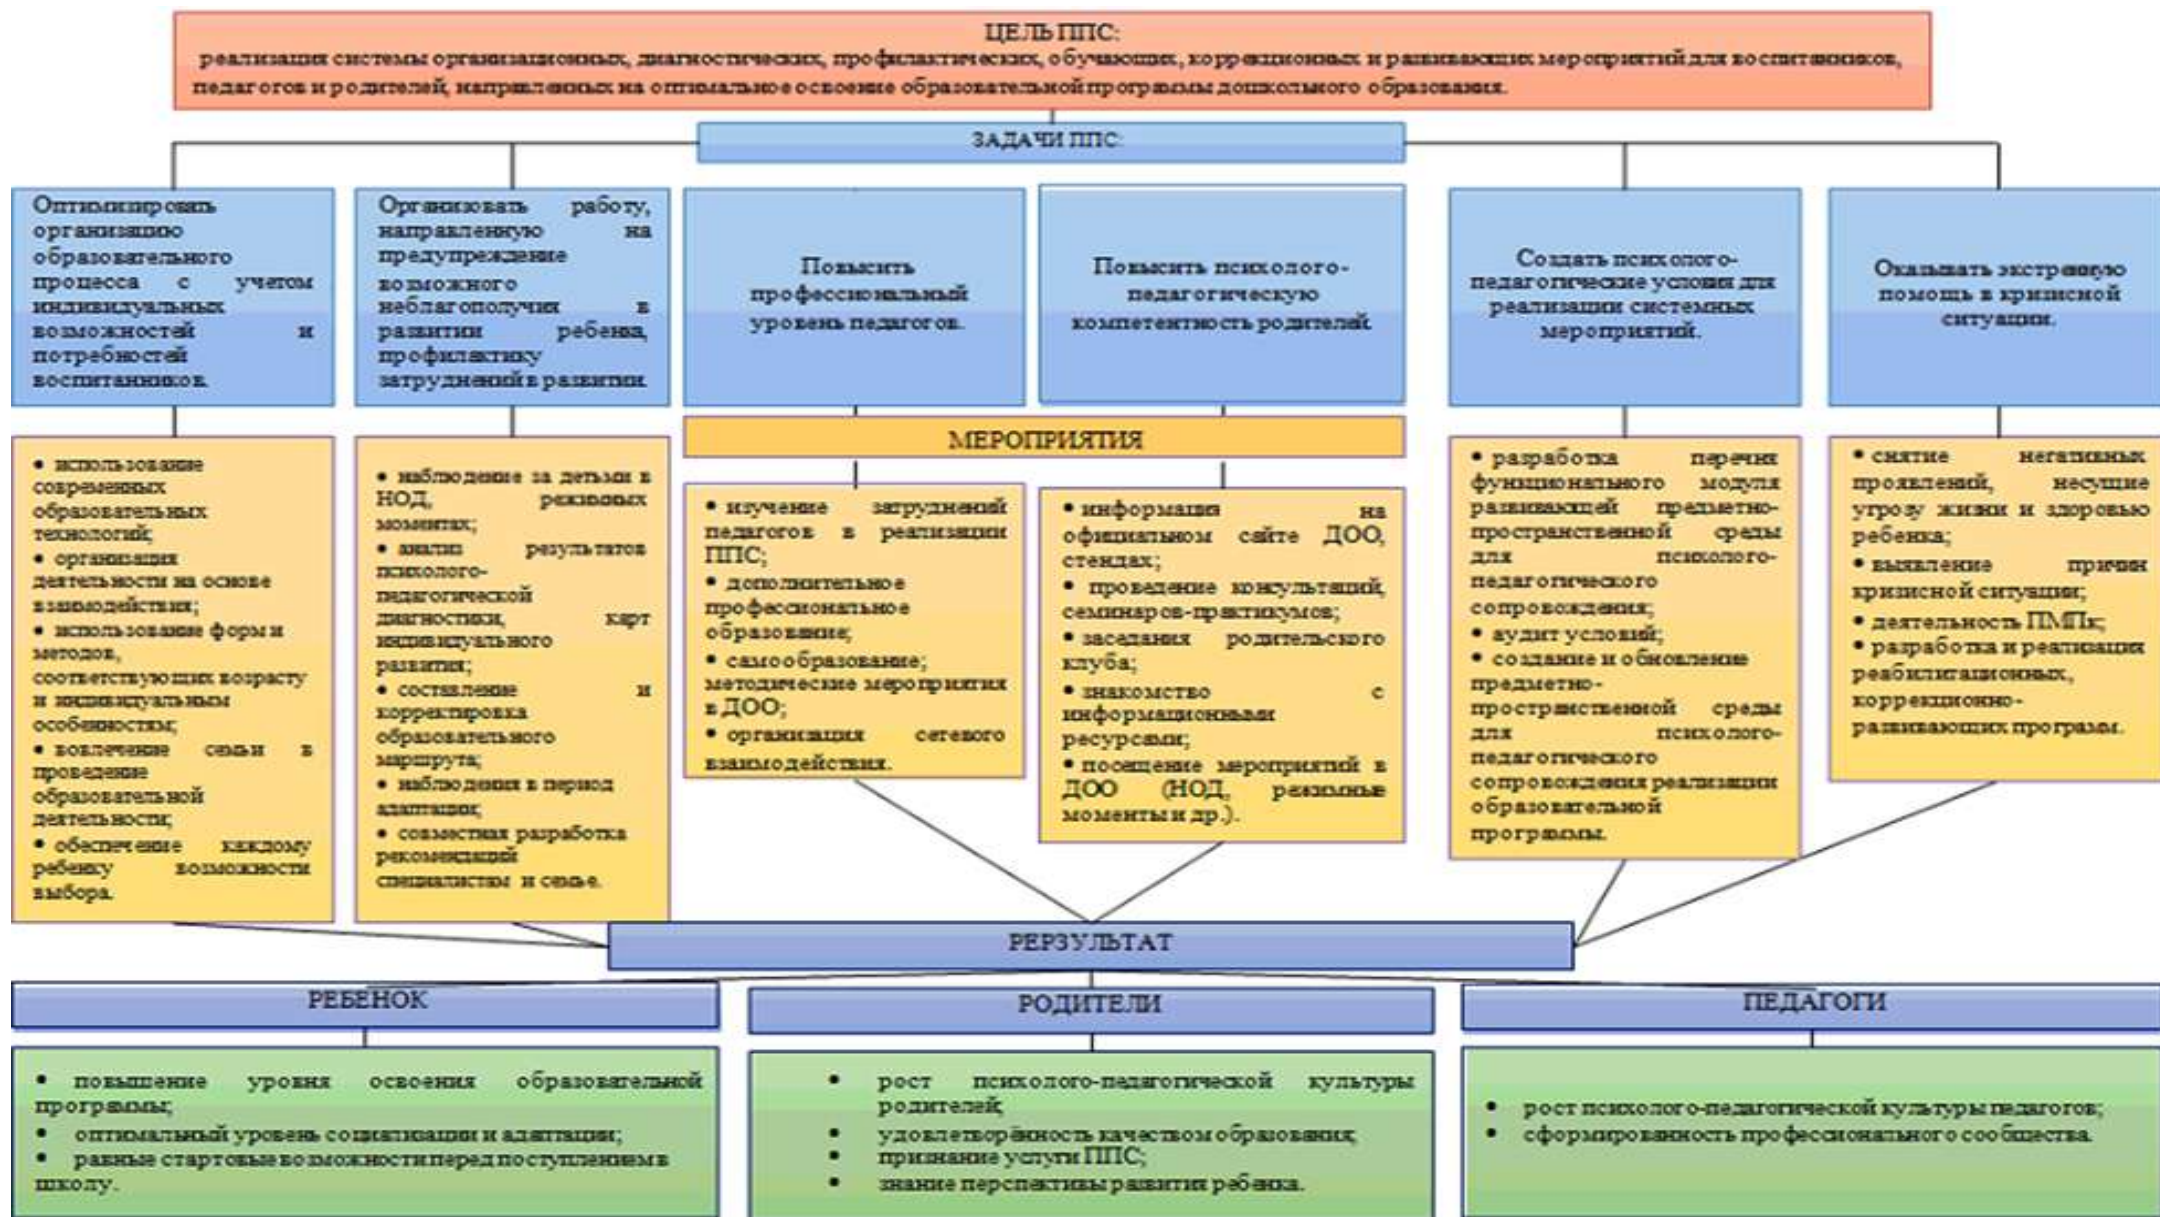 ЦЕЛЬ ППС:
реализация системы организационных, диагностических, профилактических, обучающих, коррекционных и развивающих мероприятий для воспитанников,
педагогов и родителей, направленных на оптимальное освоение образовательной программы дошкольного образования.
ЗАДАЧИ ППС:
Оптимизировать
организацию
образовательного
процесса с учетом
индивидуальных
возможностей и
потребностей
воспитанников.
Организовать работу,
направленную на
предупреждение
возможного
неблагополучия в
развитии ребенка,
профилактику
затруднений в развитии.
Повысить
профессиональный
уровень педагогов.
Повысить психолого-
педагогическую
компетентность родителей.
Создать психолого-
педагогические условия для
реализации системных
мероприятий.
Оказывать экстренную
помощь в кризисной
ситуации.
МЕРОПРИЯТИЯ
• использование
современных
образовательных
технологий;
• организация
деятельности на основе
взаимодействия;
• использование форм и
методов,
соответствующих возрасту
и индивидуальным
особенностям;
• вовлечение семьи в
проведение
образовательной
деятельности;
• обеспечение каждому
ребенку возможности
выбора.
• наблюдение за детьми в
НОД, режимных
моментах;
• анализ результатов
психолого-
педагогической
диагностики, карт
индивидуального
развития;
• составление и
корректировка
образовательного
маршрута;
• наблюдения в период
адаптации;
• совместная разработка
рекомендаций
специалистам и семье.
• изучение затруднений
педагогов в реализации
ППС;
• дополнительное
профессиональное
образование;
• самообразование;
методические мероприятия
в ДОО;
• организация сетевого
взаимодействия.
• информация на
официальном сайте ДОО,
стендах;
• проведение консультаций,
семинаров-практикумов;
• заседания родительского
клуба;
• знакомство с
информационными
ресурсами;
• посещение мероприятий в
ДОО (НОД, режимные
моменты и др.).
• разработка перечня
функционального модуля
развивающей предметно-
пространственной среды
для психолого-
педагогического
сопровождения;
• аудит условий;
• создание и обновление
предметно-
пространственной среды
для психолого-
педагогического
сопровождения реализации
образовательной
программы.
• снятие негативных
проявлений, несущие
угрозу жизни и здоровью
ребенка;
• выявление причин
кризисной ситуации;
• деятельность ПМПк;
• разработка и реализация
реабилитационных,
коррекционно-
развивающих программ.
РЕРЗУЛЬТАТ
РЕБЕНОК
• повышение уровня освоения образовательной
программы;
• оптимальный уровень социализации и адаптации;
• равные стартовые возможности перед поступлением в
школу.
РОДИТЕЛИ
• рост психолого-педагогической культуры
родителей;
• удовлетворённость качеством образования;
• признание услуги ППС;
• знание перспективы развития ребенка.
ПЕДАГОГИ
• рост психолого-педагогической культуры педагогов;
• сформированность профессионального сообщества.